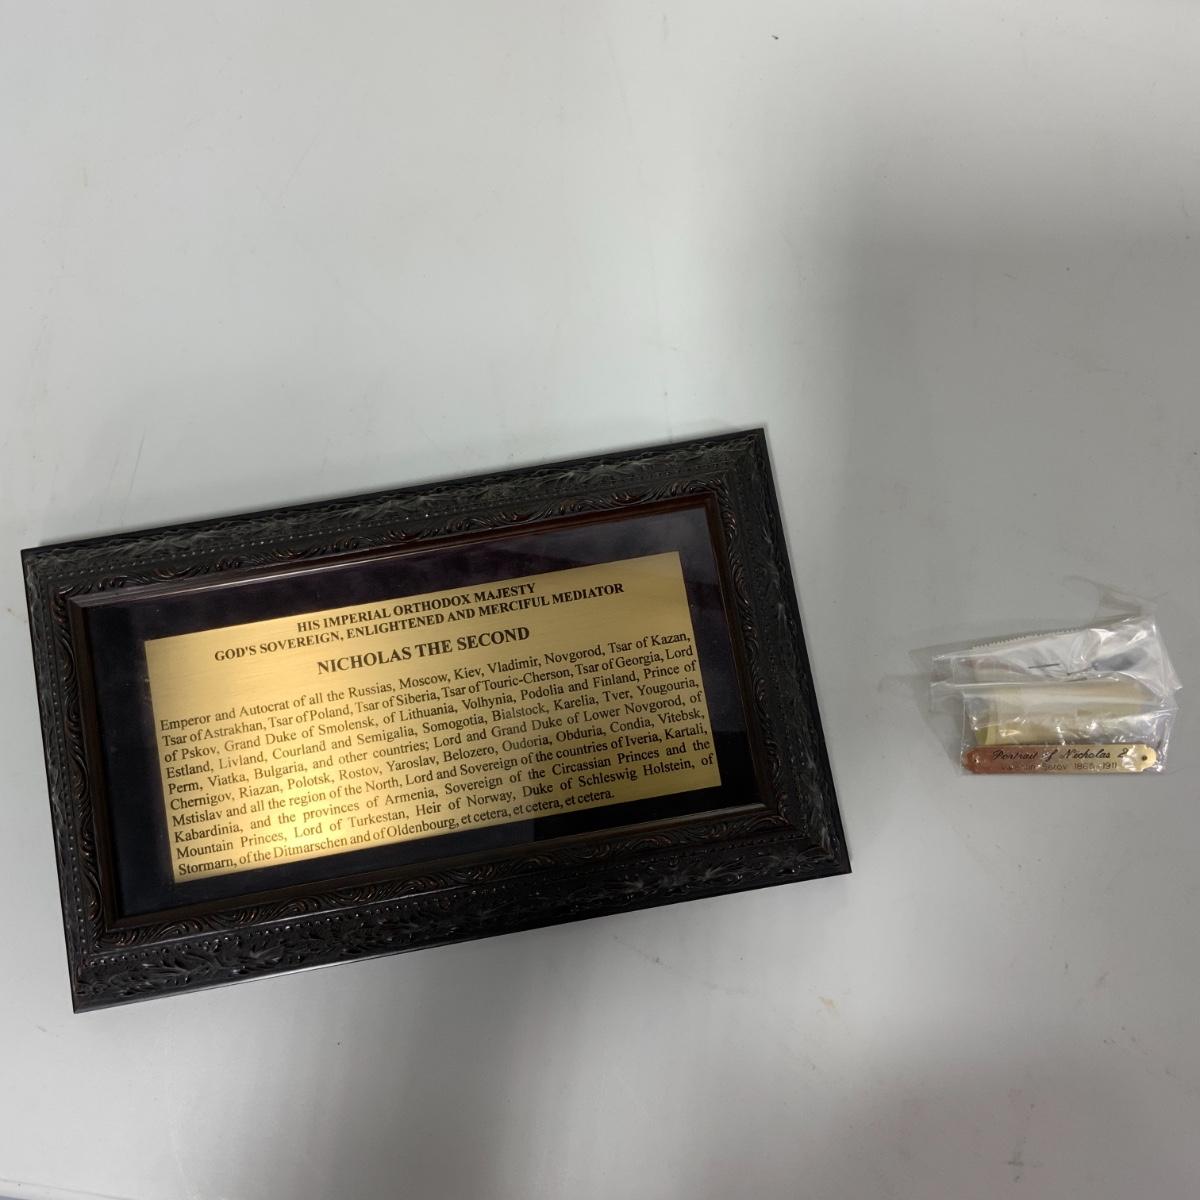 HIS IMPERIAL ORTHODOX MAJESTY
GOD'S SOVEREIGN, ENLIGHTENED AND MERCIFUL MEDIATOR
NICHOLAS THE SECOND
Emperor and Autocrat of all the Russias, Moscow, Kiev, Vladimir, Novgorod, Tsar of Kazan,
Tsar of Astrakhan, Tsar of Poland, Tsar of Siberia, Tsar of Touric-Cherson, Tsar of Georgia, Lord
of Pskov, Grand Duke of Smolensk, of Lithuania, Volhynia, Podolia and Finland, Prince of
Estland, Livland, Courland and Semigalia, Somogotia, Bialstock, Karelia, Tver, Yougouria,
Perm, Viatka, Bulgaria, and other countries; Lord and Grand Duke of Lower Novgorod, of
Chernigov, Riazan, Polotsk, Rostov, Yaroslav, Belozero, Oudoria, Obduria, Condia, Vitebsk,
Mstislav and all the region of the North, Lord and Sovereign of the countries of Iveria, Kartali,
Kabardinia, and the provinces of Armenia, Sovereign of the Circassian Princes and the
Mountain Princes, Lord of Turkestan, Heir of Norway, Duke of Schleswig Holstein, of
Stormarn, of the Ditmarschen and of Oldenbourg, et cetera, et cetera, et cetera.
Portrait of Nicholas
Serov 1865-1911